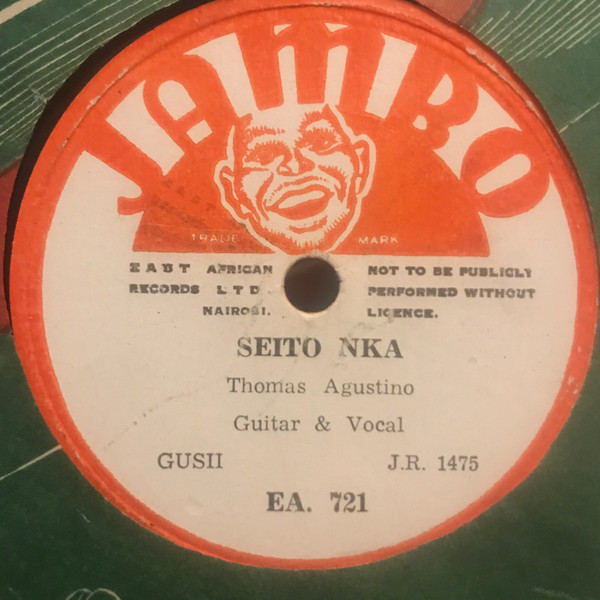 JAMBO
TRADE MARK
EAST AFRICAN
RECORDS LTD.
NAIROBI.
NOT TO BE PUBLICLY
PERFORMED WITHOUT
LICENCE.
SEITO NKA
Thomas Agustino
Guitar & Vocal
GUSII J.R. 1475
EA. 721